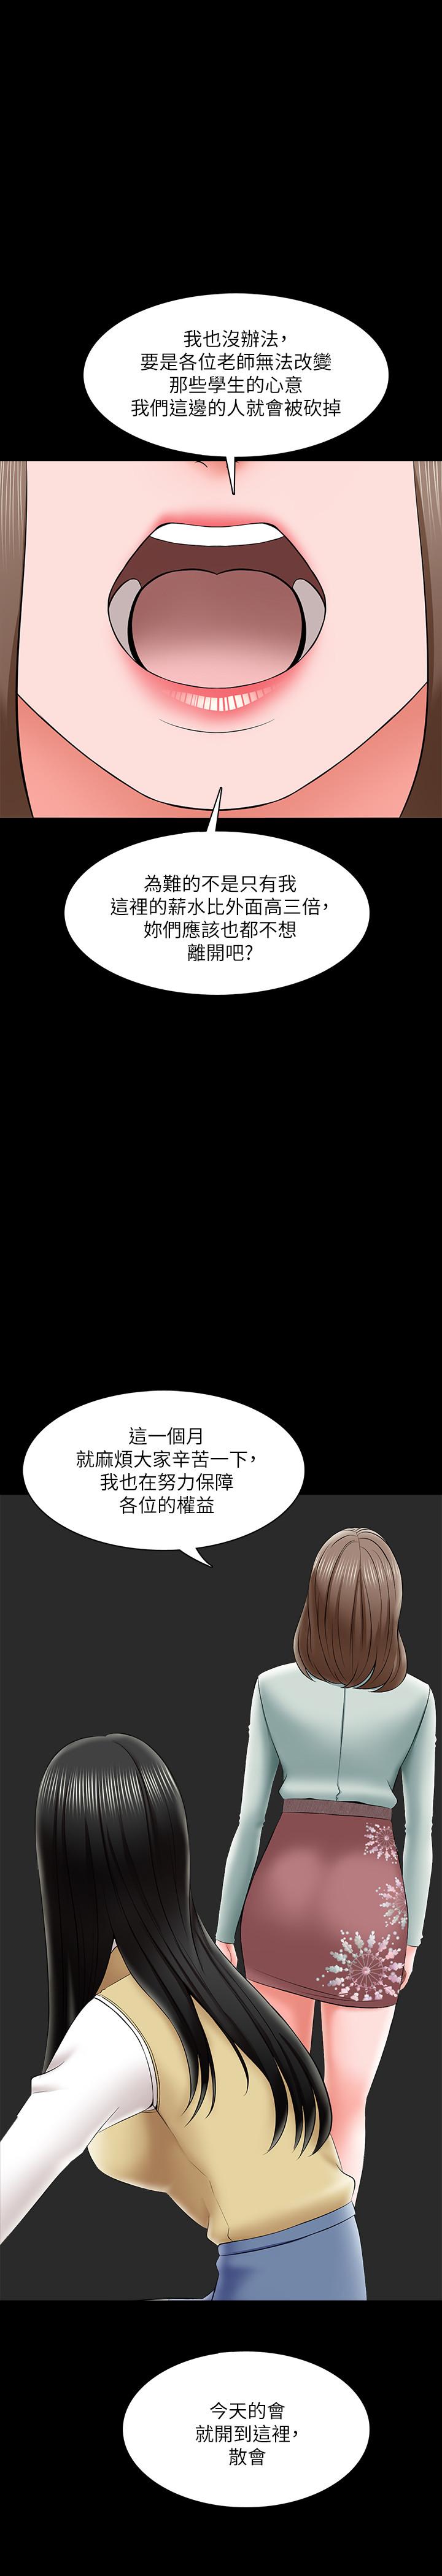 我也沒辦法,
要是各位老師無法改變
那些學生的心意
我們這邊的人就會被砍掉
為難的不是只有我
這裡的薪水比外面高三倍,
妳們應該也都不想
離開吧?
這一個月
就麻煩大家辛苦一下,
我也在努力保障
各位的權益
今天的會
就開到這裡,
散會